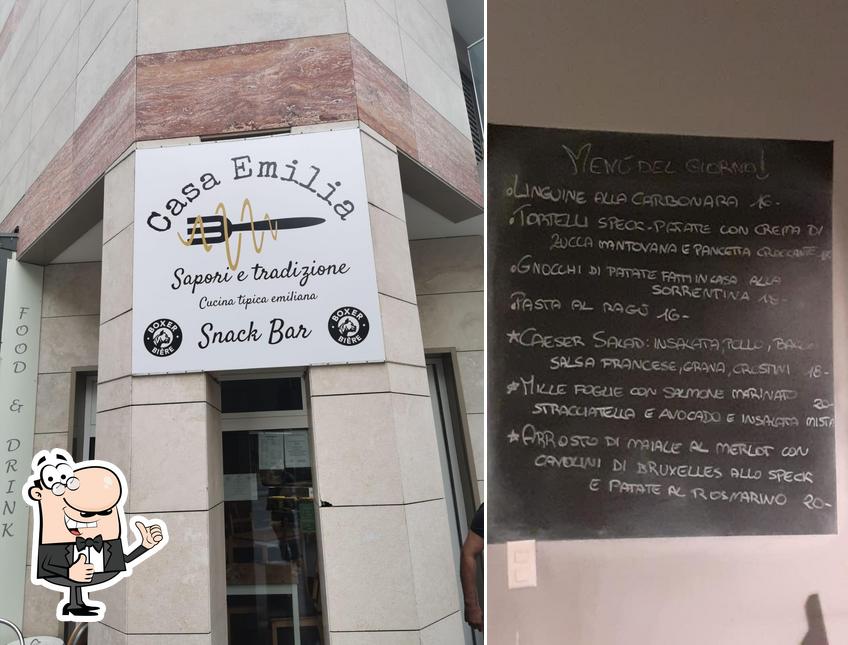 Casa Emilia
Sapori e tradizione
Cucina tipica emiliana
Snack Bar
BOXER
BIÈRE
BOXER
BIÈRE
FOOD & DRINK
MENÚ DEL GIORNO!
LINGUINE ALLA CARBONARA 16-
TORTELLI SPECK-PATATE CON CREMA DI
ZUCCA MANTOVANA E PANCETTA CROCCANTE
GNOCCHI DI PATATE FATTI IN CASA ALLA
SORRENTINA 18-
PASTA AL RAGÙ 16-
CAESER SALAD: INSALATA, POLLO,
SALSA FRANCESE, GRANA, CROSTINI 18-
MILLE FOGLIE CON SALMONE MARINATO 20-
STRACCIATELLA E AVOCADO E INSALATA MISTA
ARROSTO DI MAIALE AL MERLOT CON
CAVOLINI DI BRUXELLES ALLO SPECK
E PATATE AL ROSMARINO 20-